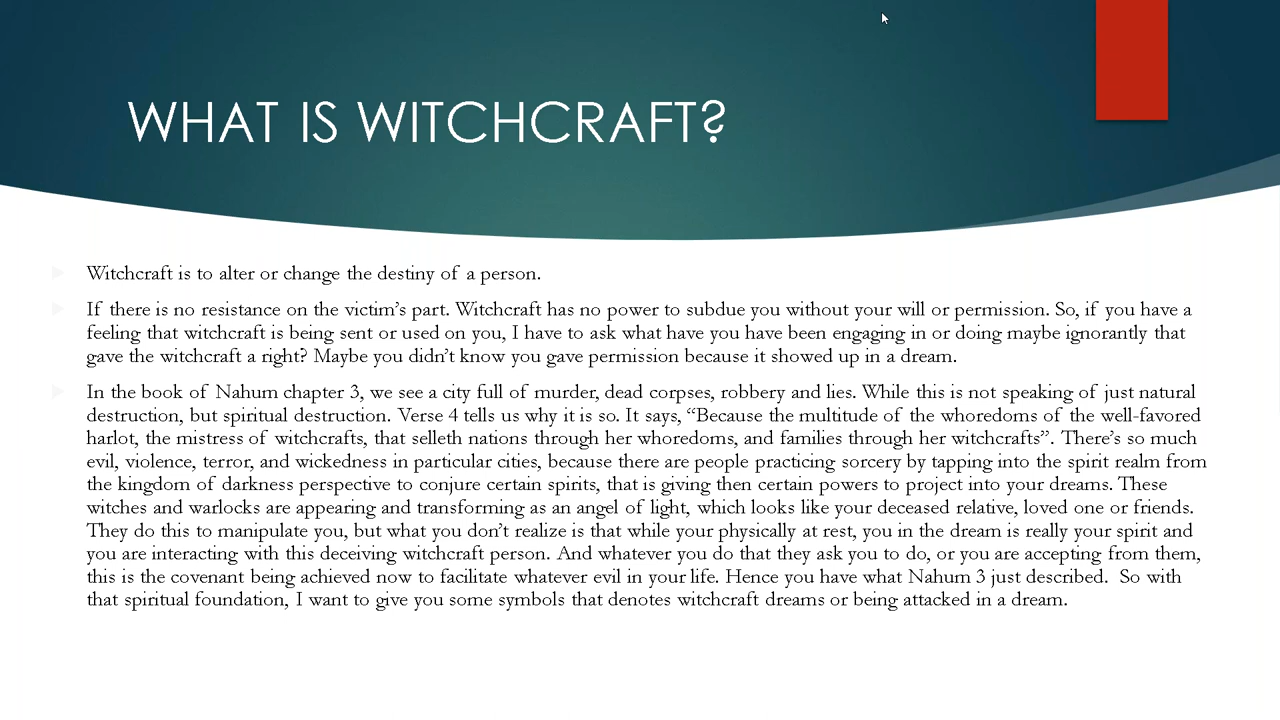 WHAT IS WITCHCRAFT?
Witchcraft is to alter or change the destiny of a person.
If there is no resistance on the victim's part. Witchcraft has no power to subdue you without your will or permission. So, if you have a
feeling that witchcraft is being sent or used on you, I have to ask what have you have been engaging in or doing maybe ignorantly that
gave the witchcraft a right? Maybe you didn't know you gave permission because it showed up in a dream.
In the book of Nahum chapter 3, we see a city full of murder, dead corpses, robbery and lies. While this is not speaking of just natural
destruction, but spiritual destruction. Verse 4 tells us why it is so. It says, “Because the multitude of the whoredoms of the well-favored
harlot, the mistress of witchcrafts, that selleth nations through her whoredoms, and families through her witchcrafts”. There's so much
evil, violence, terror, and wickedness in particular cities, because there are people practicing sorcery by tapping into the spirit realm from
the kingdom of darkness perspective to conjure certain spirits, that is giving then certain powers to project into your dreams. These
witches and warlocks are appearing and transforming as an angel of light, which looks like your deceased relative, loved one or friends.
They do this to manipulate you, but what you don't realize is that while your physically at rest, you in the dream is really your spirit and
you are interacting with this deceiving witchcraft person. And whatever you do that they ask you to do, or you are accepting from them,
this is the covenant being achieved now to facilitate whatever evil in your life. Hence you have what Nahum 3 just described. So with
that spiritual foundation, I want to give you some symbols that denotes witchcraft dreams or being attacked in a dream.